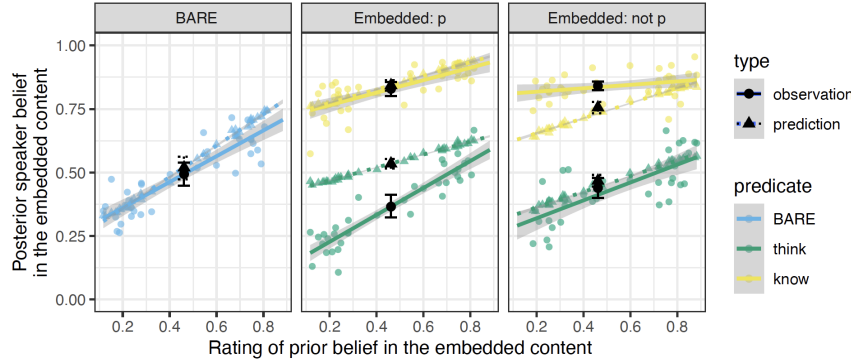 BARE
Embedded: p
Embedded: not p
1.00
0.75
0.50
0.25
0.00
Posterior speaker belief
in the embedded content
0.2 0.4 0.6 0.8
0.2 0.4 0.6 0.8
0.2 0.4 0.6 0.8
Rating of prior belief in the embedded content
type
observation
prediction
predicate
BARE
think
know